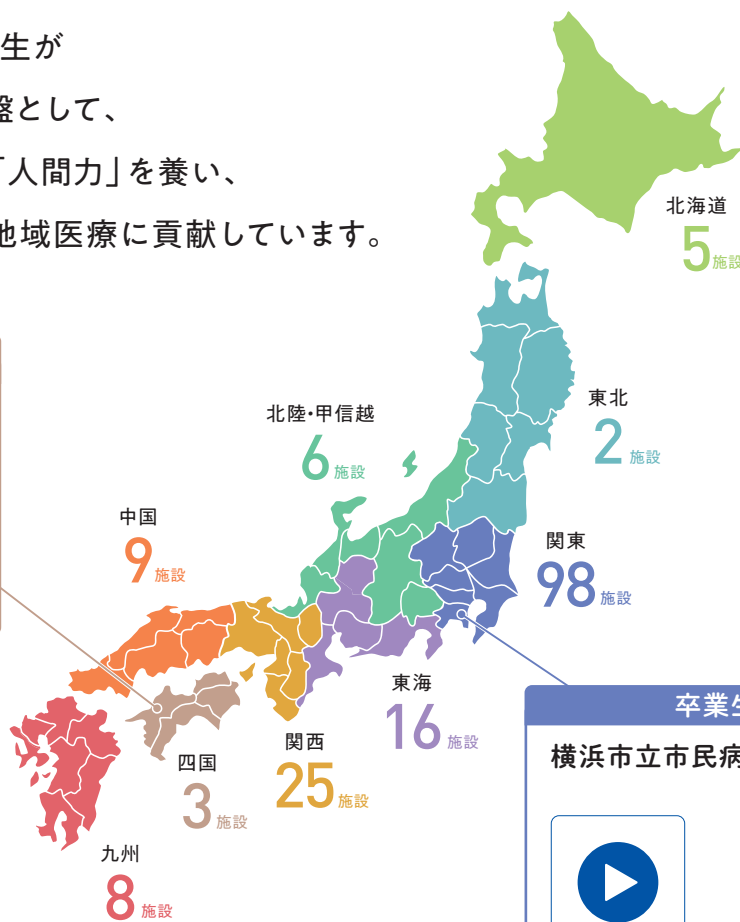 生が
盤として、
「人間力」を養い、
地域医療に貢献しています。
北海道
5施設
東北
2施設
北陸・甲信越
6施設
中国
9施設
関東
98施設
東海
16施設
関西
25施設
四国
3施設
九州
8施設
卒業生
横浜市立市民病